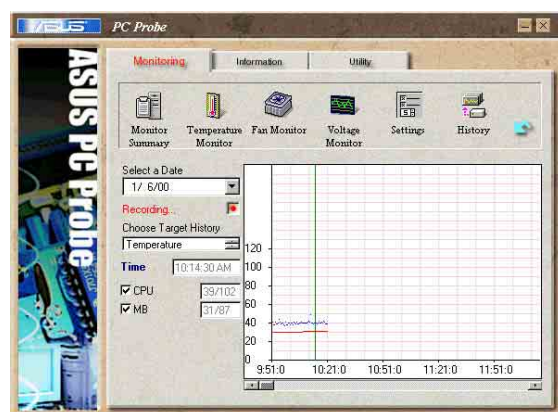 ASUS PC Probe
ASUS PC Probe
Monitoring Information Utility
Monitor Summary
Temperature Monitor
Fan Monitor
Voltage Monitor
Settings
History
Select a Date
1/ 6/00
Recording...
Choose Target History
Temperature
Time 10:14:30 AM
CPU 39/102
MB 31/87
120
100
80
60
40
20
0
9:51:0 10:21:0 10:51:0 11:21:0 11:51:0